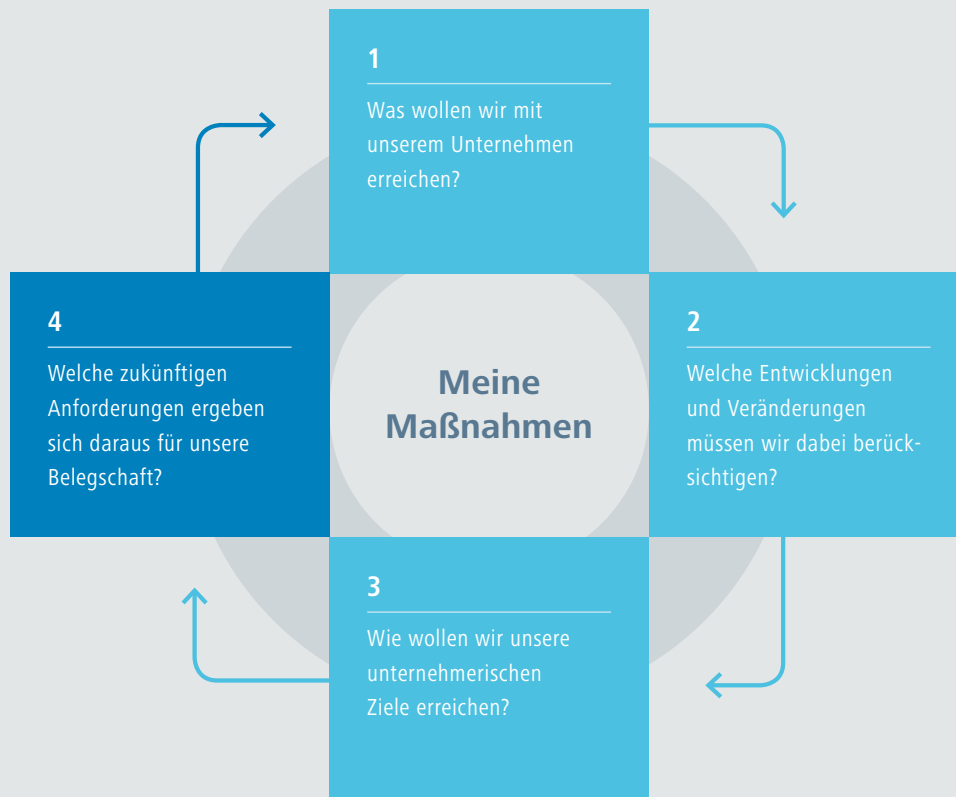 1
Was wollen wir mit
unserem Unternehmen
erreichen?
2
Welche Entwicklungen
und Veränderungen
müssen wir dabei berück-
sichtigen?
3
Wie wollen wir unsere
unternehmerischen
Ziele erreichen?
4
Welche zukünftigen
Anforderungen ergeben
sich daraus für unsere
Belegschaft?
Meine
Maßnahmen